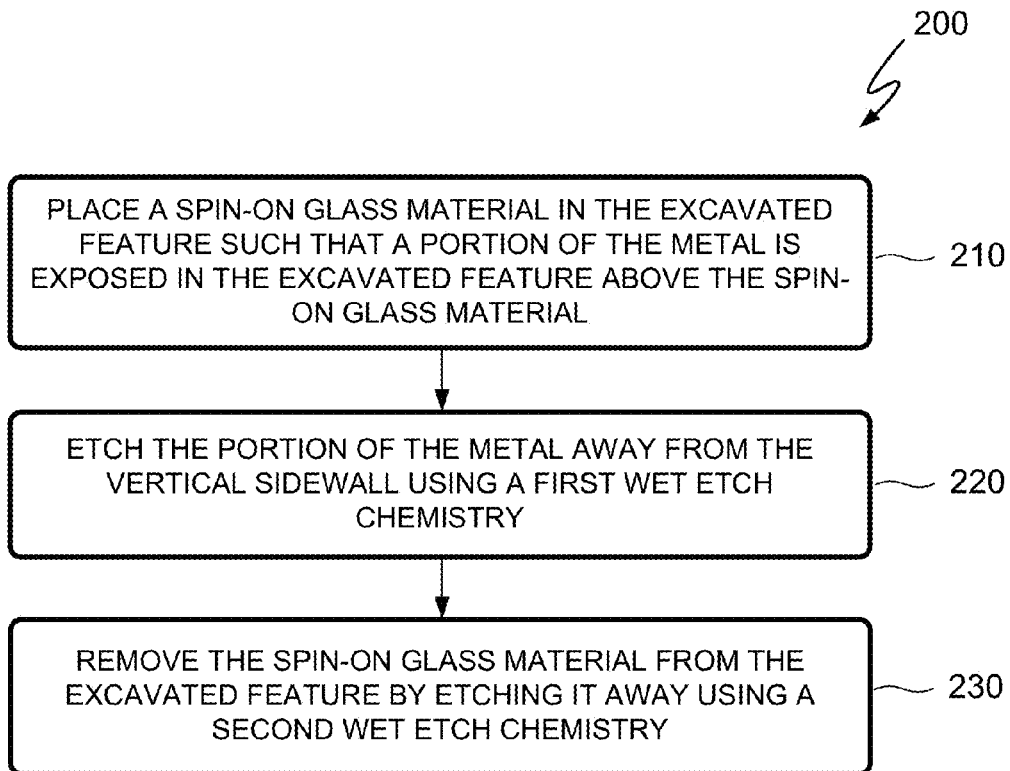 200
PLACE A SPIN-ON GLASS MATERIAL IN THE EXCAVATED
FEATURE SUCH THAT A PORTION OF THE METAL IS
EXPOSED IN THE EXCAVATED FEATURE ABOVE THE SPIN-
ON GLASS MATERIAL
210
ETCH THE PORTION OF THE METAL AWAY FROM THE
VERTICAL SIDEWALL USING A FIRST WET ETCH
CHEMISTRY
220
REMOVE THE SPIN-ON GLASS MATERIAL FROM THE
EXCAVATED FEATURE BY ETCHING IT AWAY USING A
SECOND WET ETCH CHEMISTRY
230